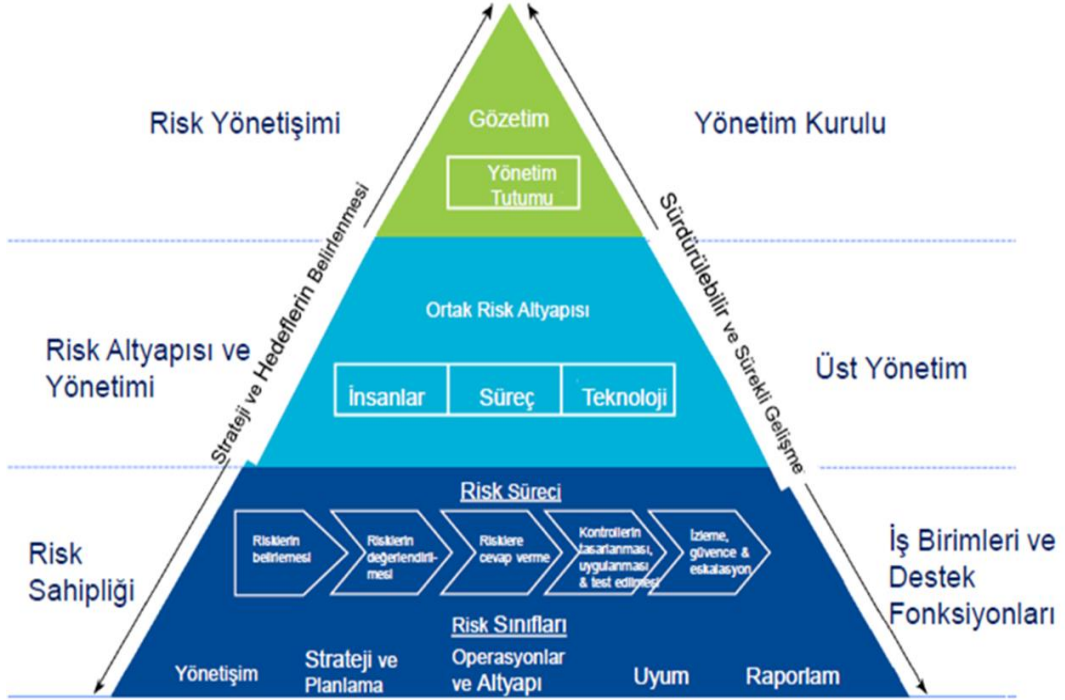 Risk Yönetişimi
Gözetim
Yönetim
Tutumu
Yönetim Kurulu
Strateji ve Hedeflerin Belirlenmesi
Sürdürülebilir ve Sürekli Gelişme
Risk Altyapısı ve
Yönetimi
Ortak Risk Altyapısı
İnsanlar
Süreç
Teknoloji
Üst Yönetim
Risk
Sahipliği
Risk Süreci
Risklerin
belirlemesi
Risklerin
değerlendiril-
mesi
Risklere
cevap verme
Kontrollerin
tasarlanması,
uygulanması
& test edilmesi
İzleme,
güvence &
eskalasyon
İş Birimleri ve
Destek
Fonksiyonları
Risk Sınıfları
Yönetişim
Strateji ve
Planlama
Operasyonlar
ve Altyapı
Uyum
Raporlam